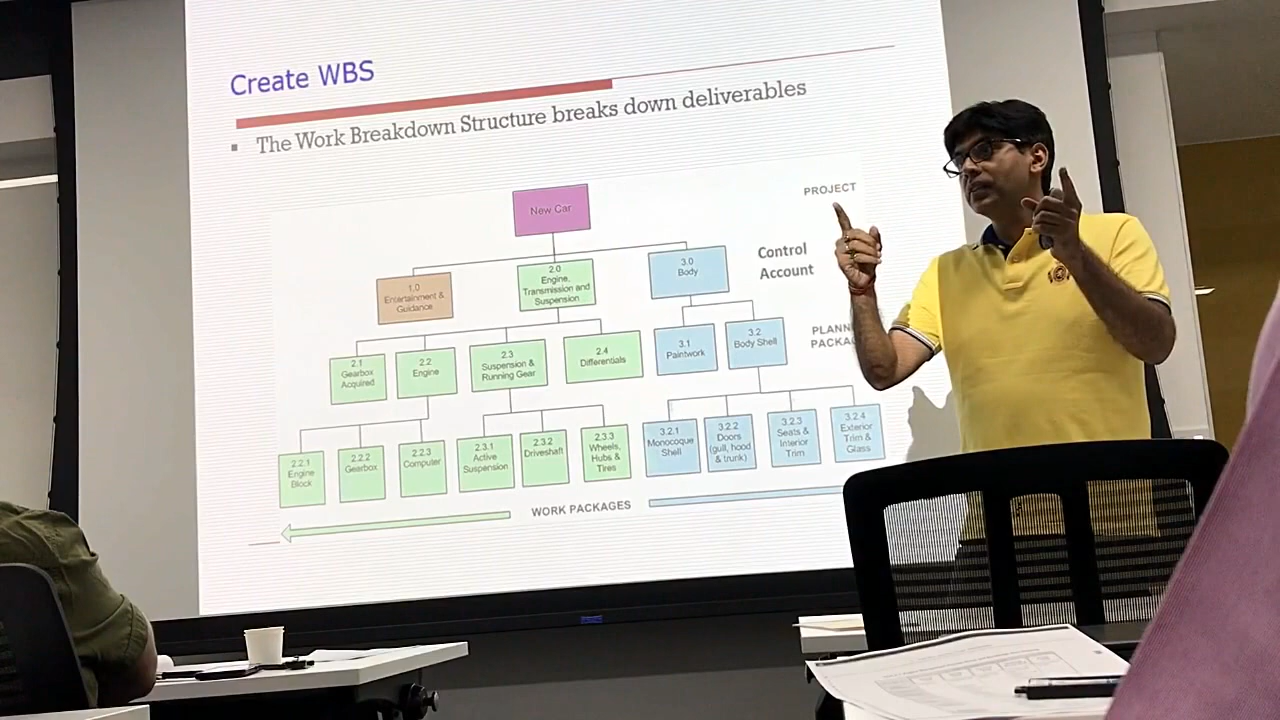 Create WBS
▪ The Work Breakdown Structure breaks down deliverables
New Car
PROJECT
1.0
Entertainment &
Guidance
2.0
Engine,
Transmission and
Suspension
3.0
Body
Control
Account
2.1
Gearbox
Acquired
2.2
Engine
2.3
Suspension &
Running Gear
2.4
Differentials
3.1
Paintwork
3.2
Body Shell
2.2.1
Engine
Block
2.2.2
Gearbox
2.2.3
Computer
2.3.1
Active
Suspension
2.3.2
Driveshaft
2.3.3
Wheels,
Hubs &
Tires
3.2.1
Monocoque
Shell
3.2.2
Doors
(gull, hood
& trunk)
3.2.3
Seats &
Interior
Trim
3.2.4
Exterior
Trim &
Glass
WORK PACKAGES